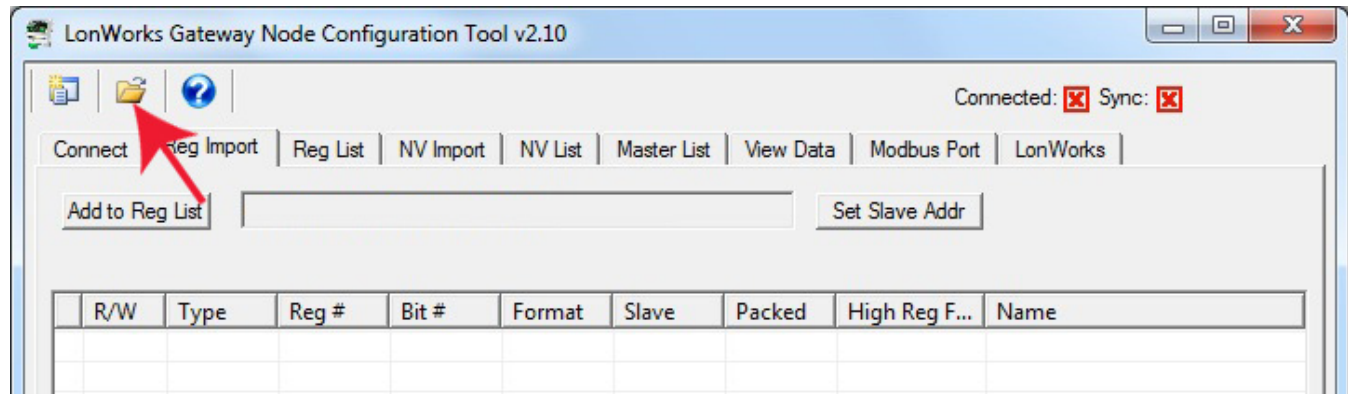 LonWorks Gateway Node Configuration Tool v2.10
Connected: Sync:
Connect Reg Import Reg List NV Import NV List Master List View Data Modbus Port LonWorks
Add to Reg List Set Slave Addr
R/W Type Reg # Bit # Format Slave Packed High Reg F... Name